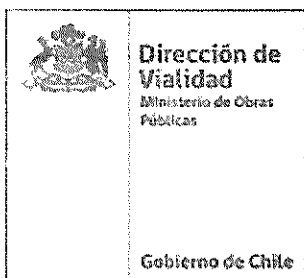 Dirección de
Vialidad
Ministerio de Obras
Públicas
Gobierno de Chile